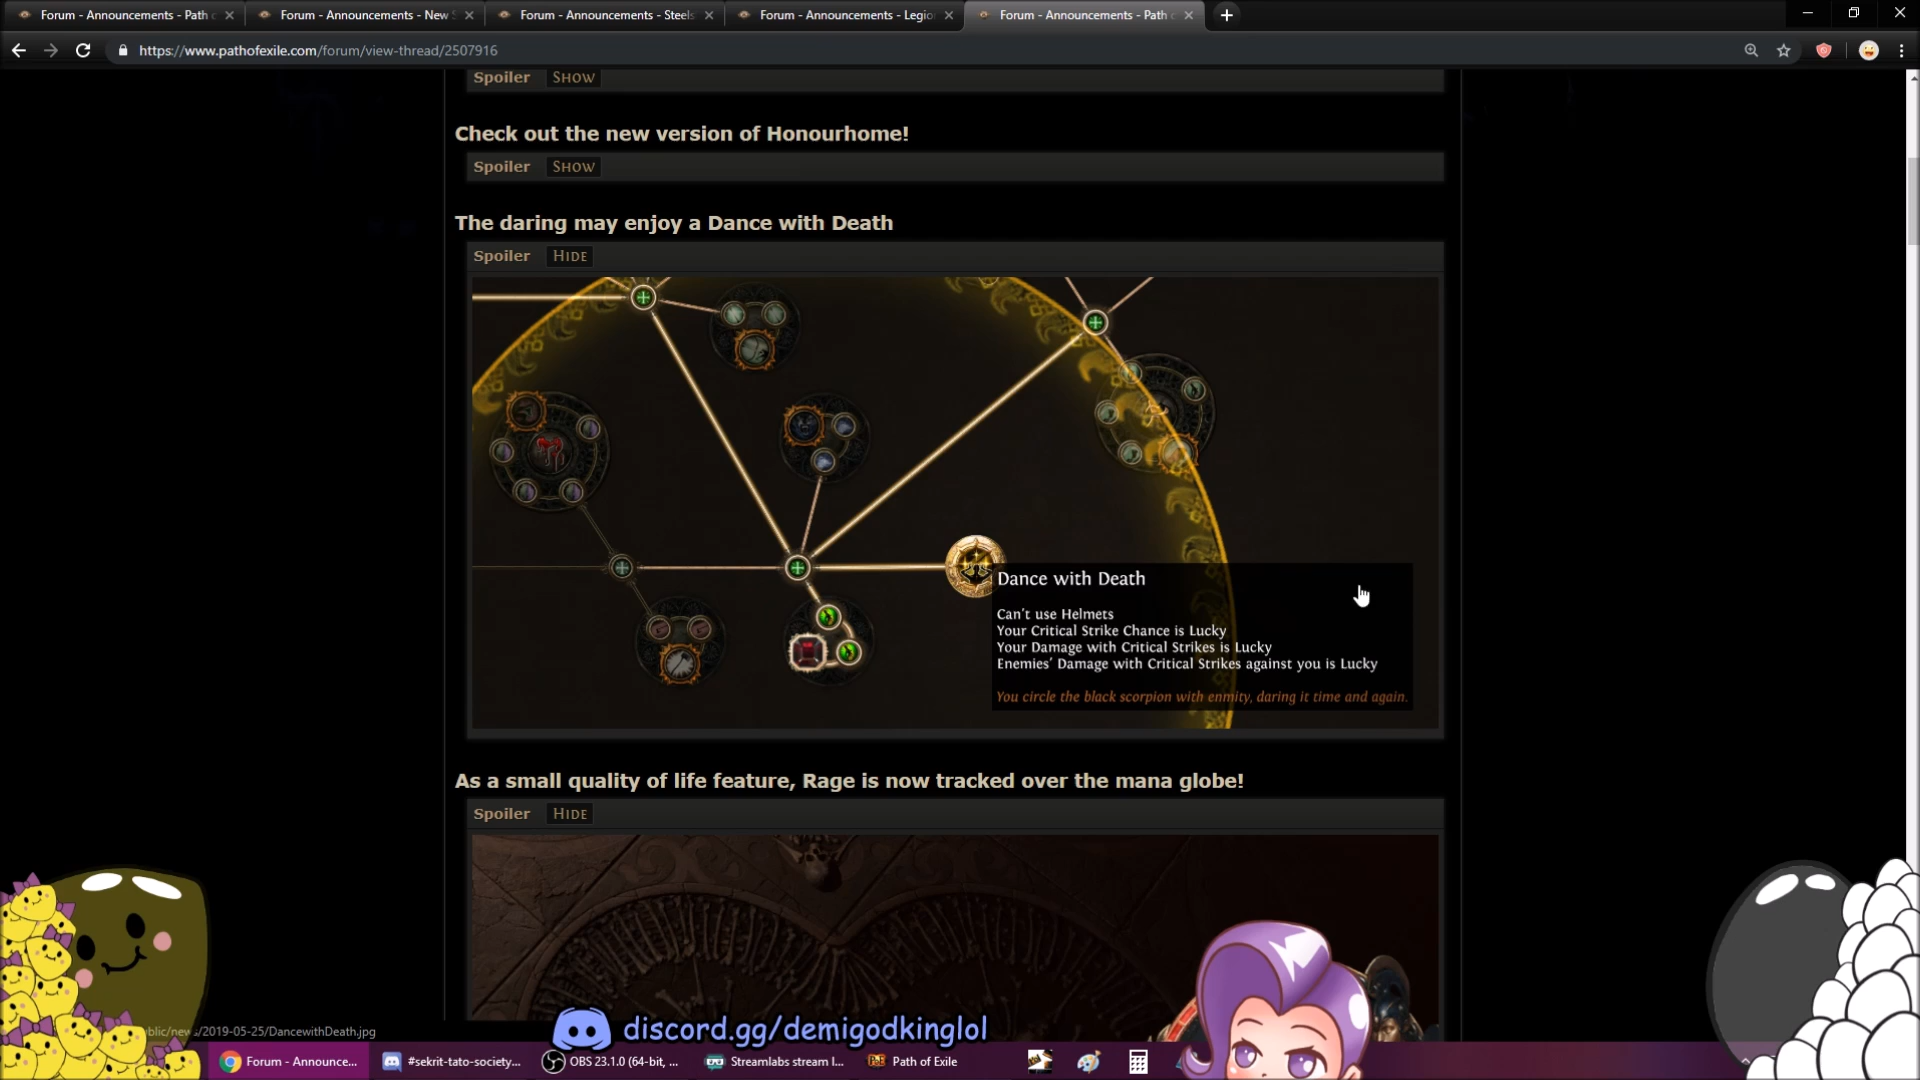 Forum - Announcements - Path
Forum - Announcements - New
Forum - Announcements - Steels
Forum - Announcements - Legio
Forum - Announcements - Path
https://www.pathofexile.com/forum/view-thread/2507916
Spoiler SHOW
Check out the new version of Honourhome!
Spoiler SHOW
The daring may enjoy a Dance with Death
Spoiler HIDE
Dance with Death
Can't use Helmets
Your Critical Strike Chance is Lucky
Your Damage with Critical Strikes is Lucky
Enemies' Damage with Critical Strikes against you is Lucky
You circle the black scorpion with enmity, daring it time and again.
As a small quality of life feature, Rage is now tracked over the mana globe!
Spoiler HIDE
/2019-05-25/DancewithDeath.jpg
discord.gg/demigodkinglol
Forum - Announce...
#sekrit-tato-society...
OBS 23.1.0 (64-bit, ...
Streamlabs stream l...
Path of Exile